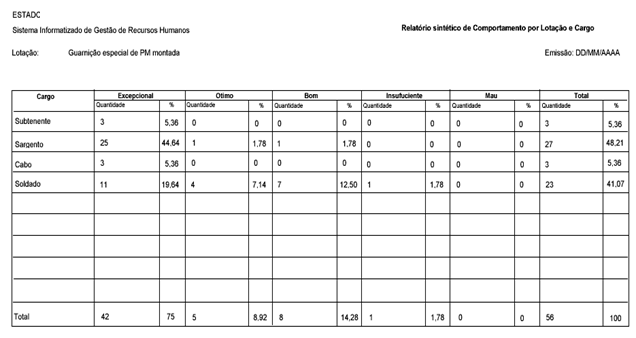 ESTADO
Sistema Informatizado de Gestão de Recursos Humanos
Relatório sintético de Comportamento por Lotação e Cargo
Lotação: Guarnição especial de PM montada Emissão: DD/MM/AAAA
Cargo Excepcional Otimo Bom Insufuciente Mau Total
Quantidade % Quantidade % Quantidade % Quantidade % Quantidade % Quantidade %
Subtenente 3 5,36 0 0 0 0 0 0 0 0 3 5,36
Sargento 25 44,64 1 1,78 1 1,78 0 0 0 0 27 48,21
Cabo 3 5,36 0 0 0 0 0 0 0 0 3 5,36
Soldado 11 19,64 4 7,14 7 12,50 1 1,78 0 0 23 41,07
Total 42 75 5 8,92 8 14,28 1 1,78 0 0 56 100